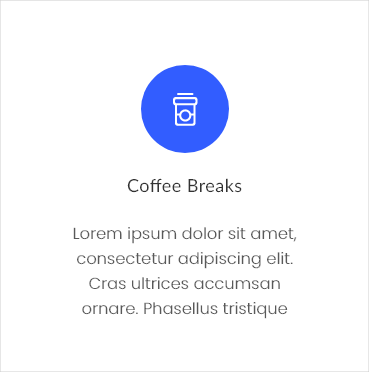 Coffee Breaks
Lorem ipsum dolor sit amet,
consectetur adipiscing elit.
Cras ultrices accumsan
ornare. Phasellus tristique